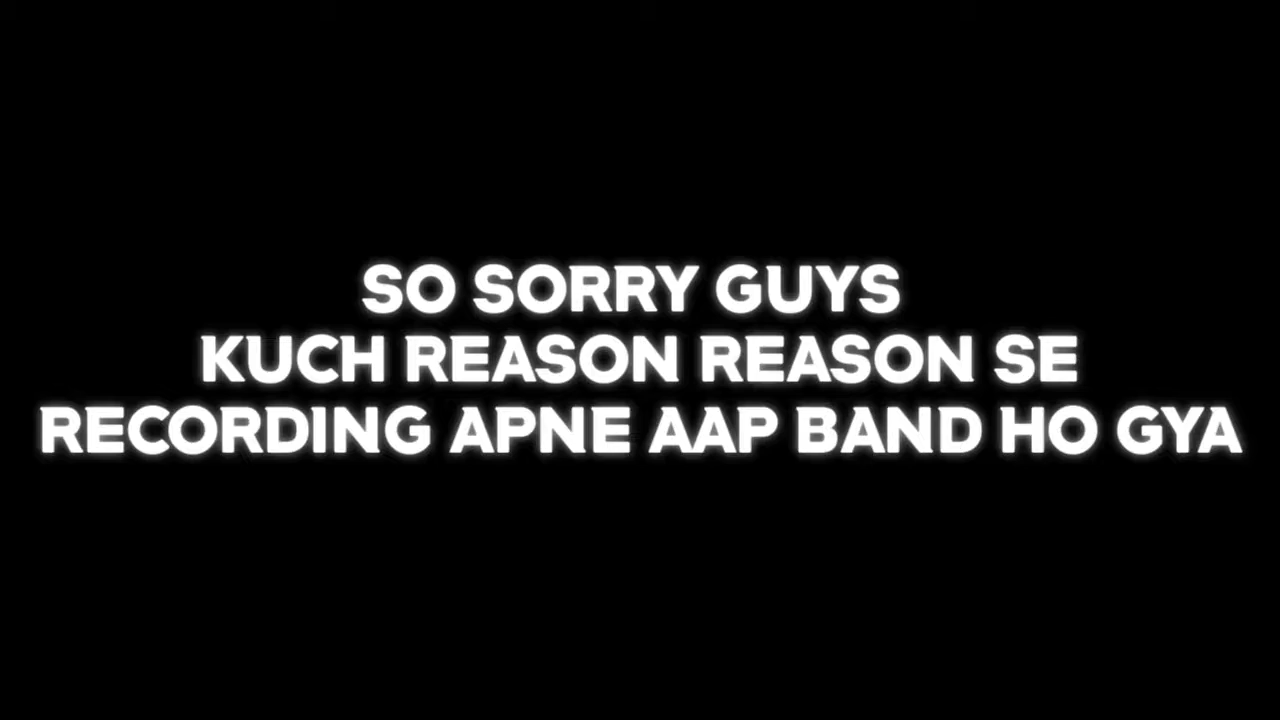 SO SORRY GUYS
KUCH REASON REASON SE
RECORDING APNE AAP BAND HO GYA